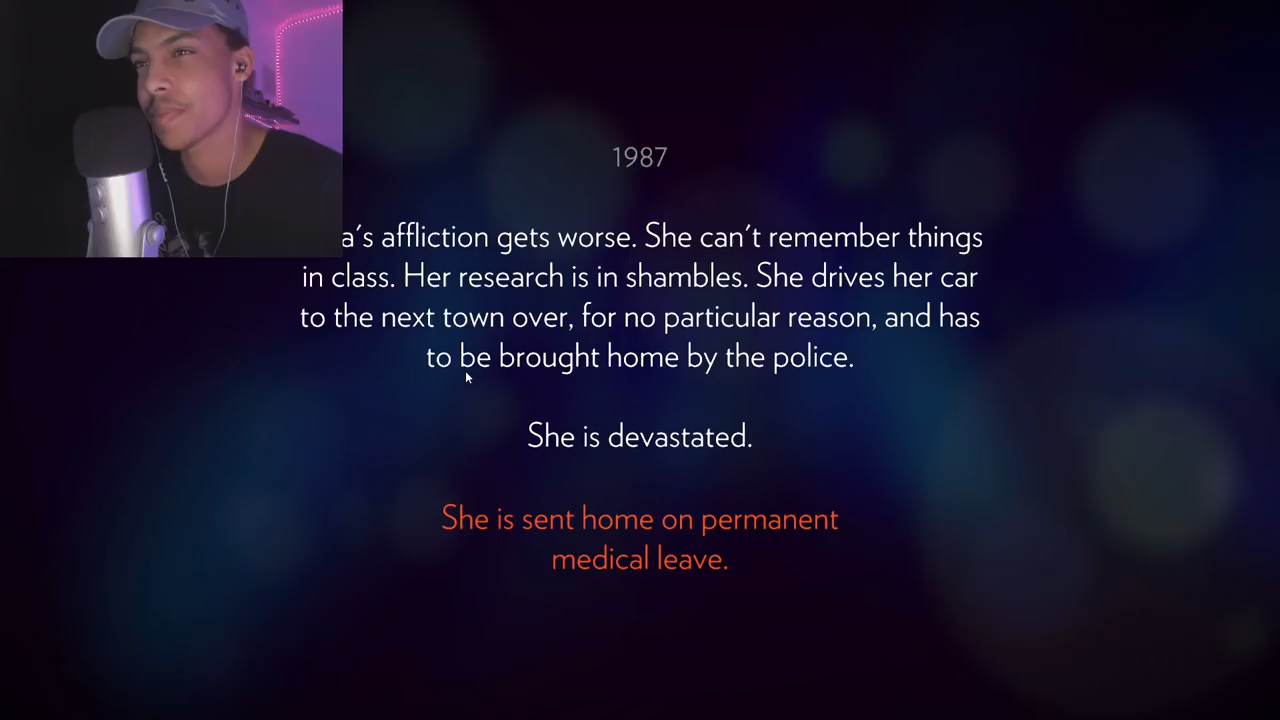 1987
affliction gets worse. She can't remember things
in class. Her research is in shambles. She drives her car
to the next town over, for no particular reason, and has
to be brought home by the police.
She is devastated.
She is sent home on permanent
medical leave.